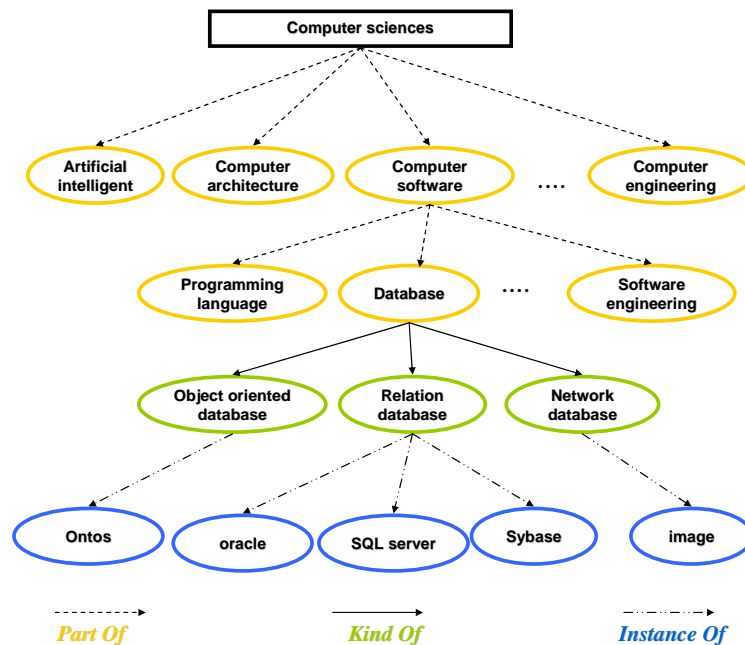 Computer sciences
Artificial
intelligent
Computer
architecture
Computer
software
....
Computer
engineering
Programming
language
Database
....
Software
engineering
Object oriented
database
Relation
database
Network
database
Ontos
oracle
SQL server
Sybase
image
Part Of
Kind Of
Instance Of